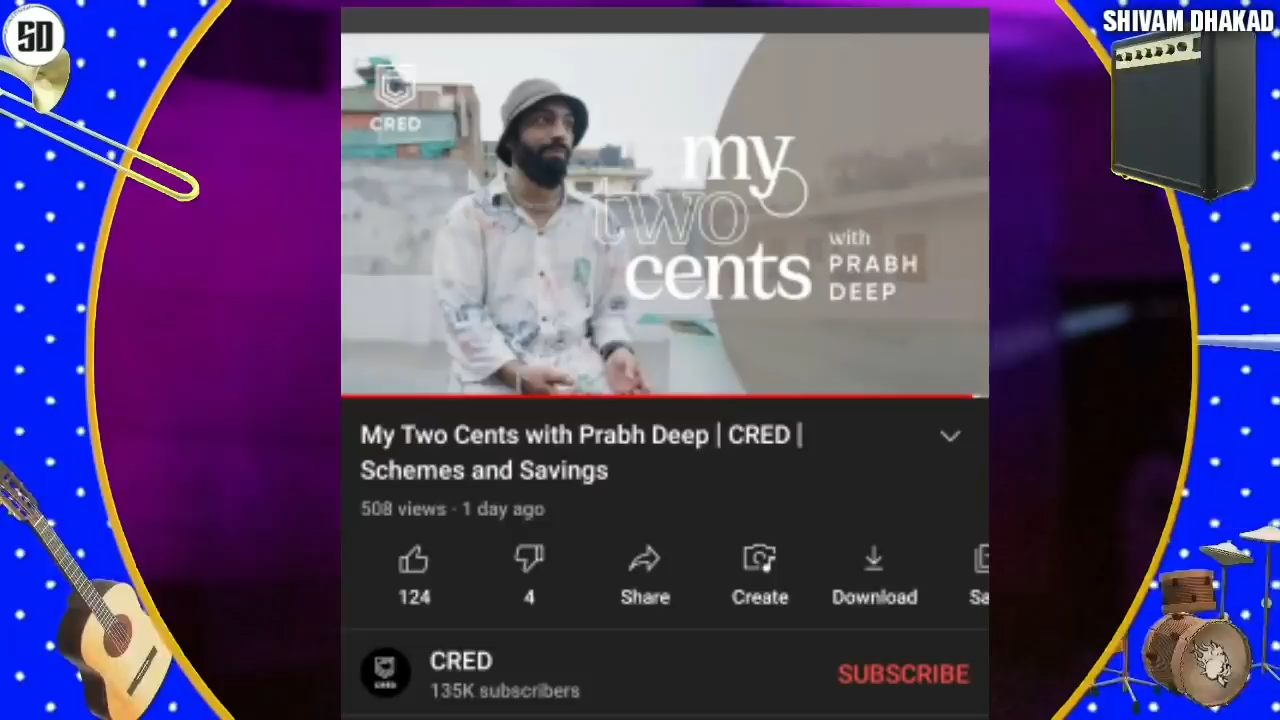 SD
SHIVAM DHAKAD
CRED
my
two
cents
with
PRABH
DEEP
My Two Cents with Prabh Deep | CRED |
Schemes and Savings
508 views · 1 day ago
124
4
Share
Create
Download
Sa
CRED
CRED
135K subscribers
SUBSCRIBE